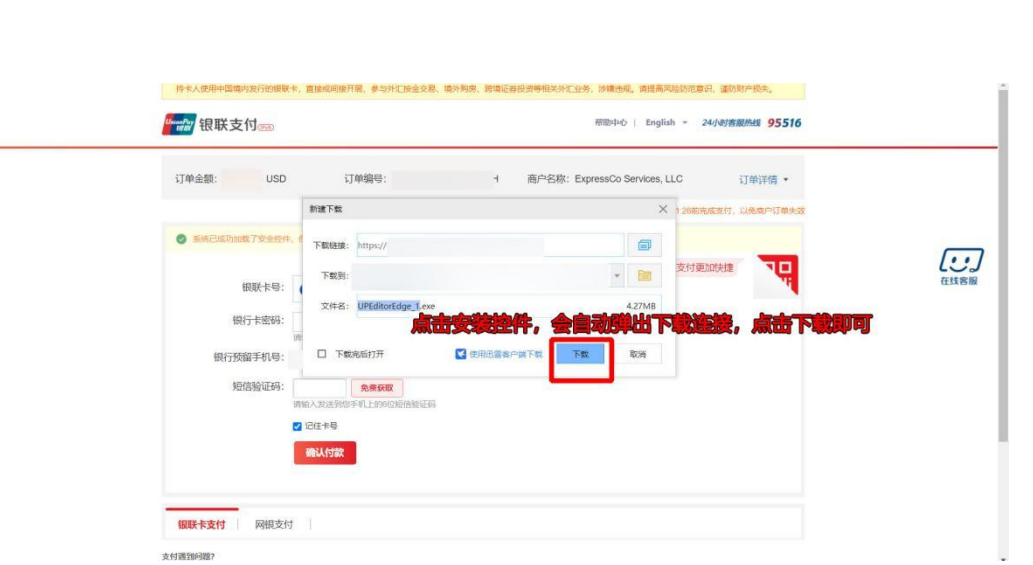 持卡人使用中国境内发行的银联卡，直接或间接开展、参与外汇按金交易、境外购房、跨境证券投资等相关外汇业务，涉嫌违规。请提高风险防范意识，谨防财产损失。
UnionPay 银联 银联支付 帮助中心 | English 24小时客服热线 95516
订单金额： USD 订单编号： 商户名称：ExpressCo Services, LLC 订单详情
新建下载
前完成支付，以免商户订单失效
系统已成功加载了安全控件，
下载链接： https://
支付更加快捷
下载到：
在线客服
银联卡号：
文件名： UPEditorEdge_1.exe 4.27MB
银行卡密码：
点击安装控件，会自动弹出下载连接，点击下载即可
银行预留手机号：
下载完后打开 使用迅雷客户端下载 下载 取消
短信验证码： 免费获取
请输入发送到您手机上的6位短信验证码
记住卡号
确认付款
银联卡支付 | 网银支付 |
支付遇到问题?